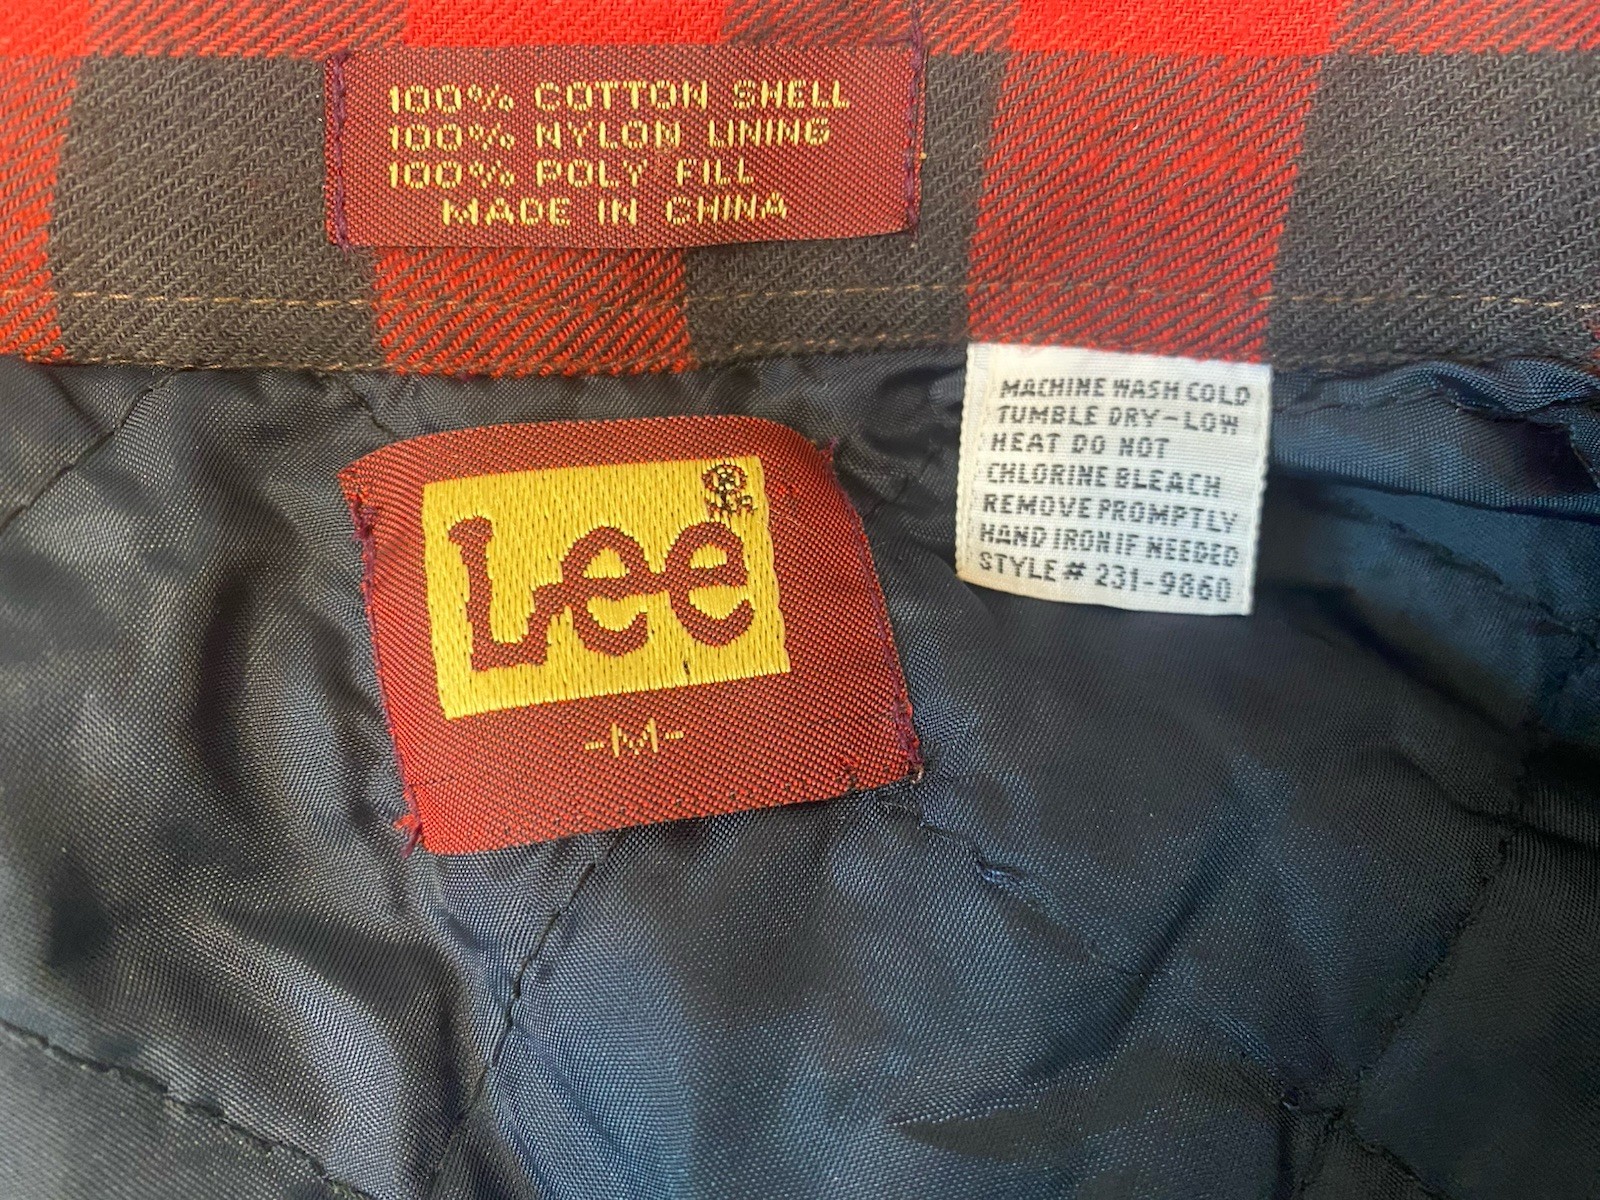 100% COTTON SHELL
100% NYLON LINING
100% POLY FILL
MADE IN CHINA
Lee
®
-M-
MACHINE WASH COLD
TUMBLE DRY-LOW
HEAT DO NOT
CHLORINE BLEACH
REMOVE PROMPTLY
HAND IRON IF NEEDED
STYLE # 231-9860